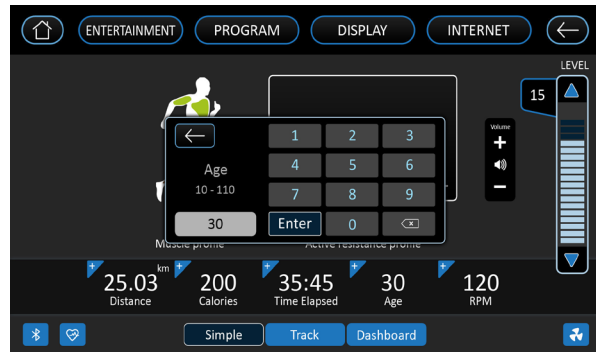 ENTERTAINMENT PROGRAM DISPLAY INTERNET
LEVEL
15
Volume
Age
10 - 110
30
1 2 3
4 5 6
7 8 9
Enter 0
Muscle profile
Active resistance profile
25.03 km
Distance
200
Calories
35:45
Time Elapsed
30
Age
120
RPM
Simple Track Dashboard